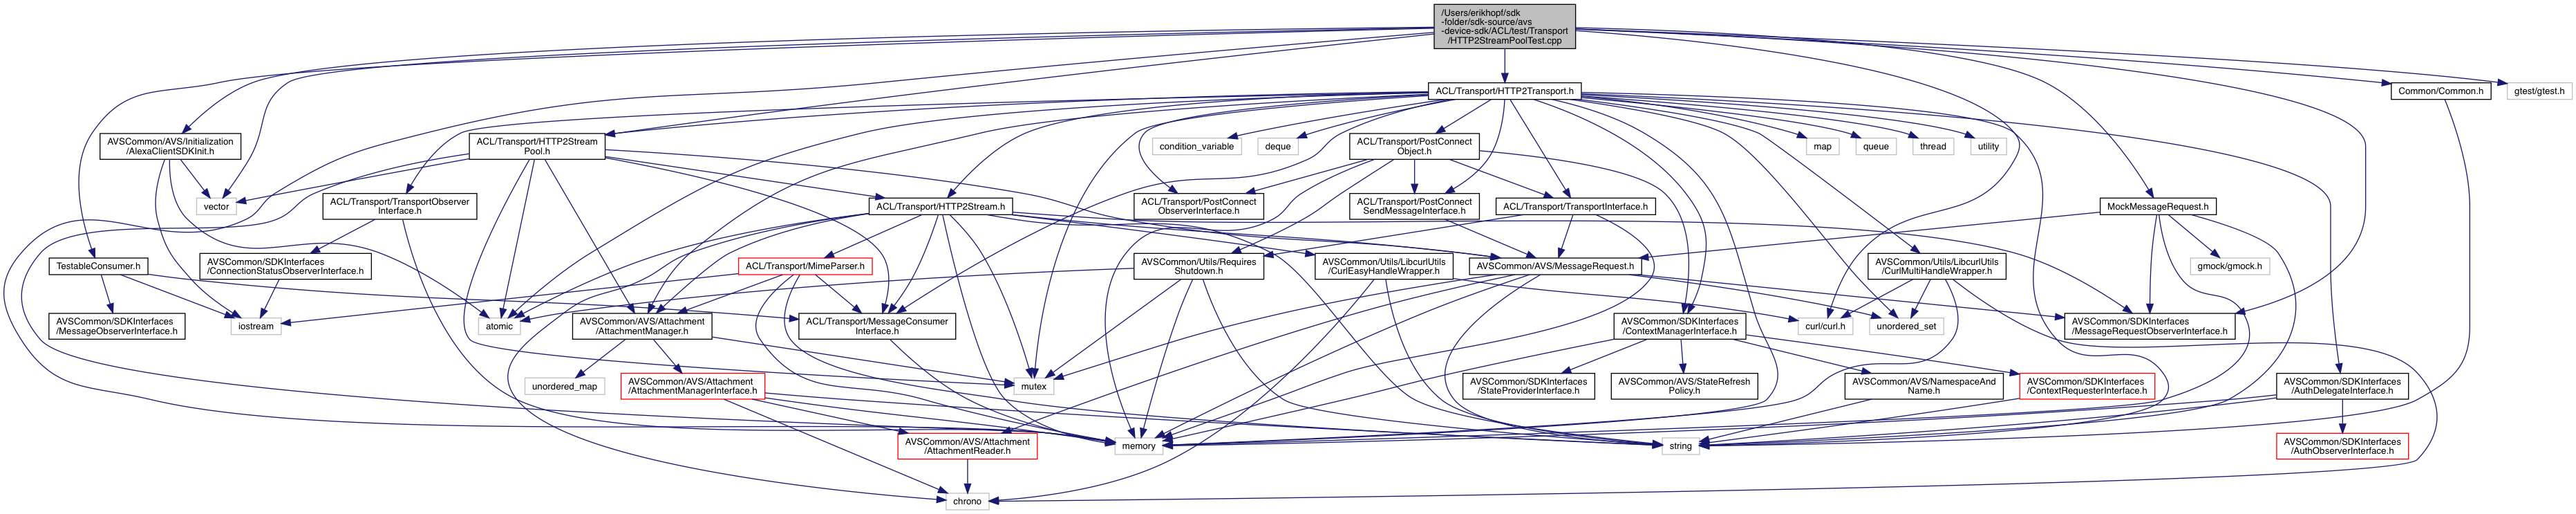 /Users/erikhopf/sdk
-folder/sdk-source/avs
-device-sdk/ACL/test/Transport
/HTTP2StreamPoolTest.cpp
ACL/Transport/HTTP2Transport.h
Common/Common.h
gtest/gtest.h
AVSCommon/AVS/Initialization
/AlexaClientSDKInit.h
ACL/Transport/HTTP2Stream
Pool.h
condition_variable
deque
ACL/Transport/PostConnect
Object.h
map
queue
thread
utility
vector
ACL/Transport/TransportObserver
Interface.h
ACL/Transport/HTTP2Stream.h
ACL/Transport/PostConnect
ObserverInterface.h
ACL/Transport/PostConnect
SendMessageInterface.h
ACL/Transport/TransportInterface.h
MockMessageRequest.h
TestableConsumer.h
AVSCommon/SDKInterfaces
/ConnectionStatusObserverInterface.h
ACL/Transport/MimeParser.h
AVSCommon/Utils/Requires
Shutdown.h
AVSCommon/Utils/LibcurlUtils
/CurlEasyHandleWrapper.h
AVSCommon/AVS/MessageRequest.h
AVSCommon/Utils/LibcurlUtils
/CurlMultiHandleWrapper.h
gmock/gmock.h
AVSCommon/SDKInterfaces
/MessageObserverInterface.h
iostream
atomic
AVSCommon/AVS/Attachment
/AttachmentManager.h
ACL/Transport/MessageConsumer
Interface.h
AVSCommon/SDKInterfaces
/ContextManagerInterface.h
curl/curl.h
unordered_set
AVSCommon/SDKInterfaces
/MessageRequestObserverInterface.h
unordered_map
AVSCommon/AVS/Attachment
/AttachmentManagerInterface.h
mutex
AVSCommon/SDKInterfaces
/StateProviderInterface.h
AVSCommon/AVS/StateRefresh
Policy.h
AVSCommon/AVS/NamespaceAnd
Name.h
AVSCommon/SDKInterfaces
/ContextRequesterInterface.h
AVSCommon/SDKInterfaces
/AuthDelegateInterface.h
AVSCommon/AVS/Attachment
/AttachmentReader.h
memory
string
AVSCommon/SDKInterfaces
/AuthObserverInterface.h
chrono